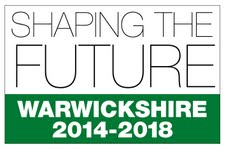 SHAPING THE
FUTURE
WARWICKSHIRE
2014-2018